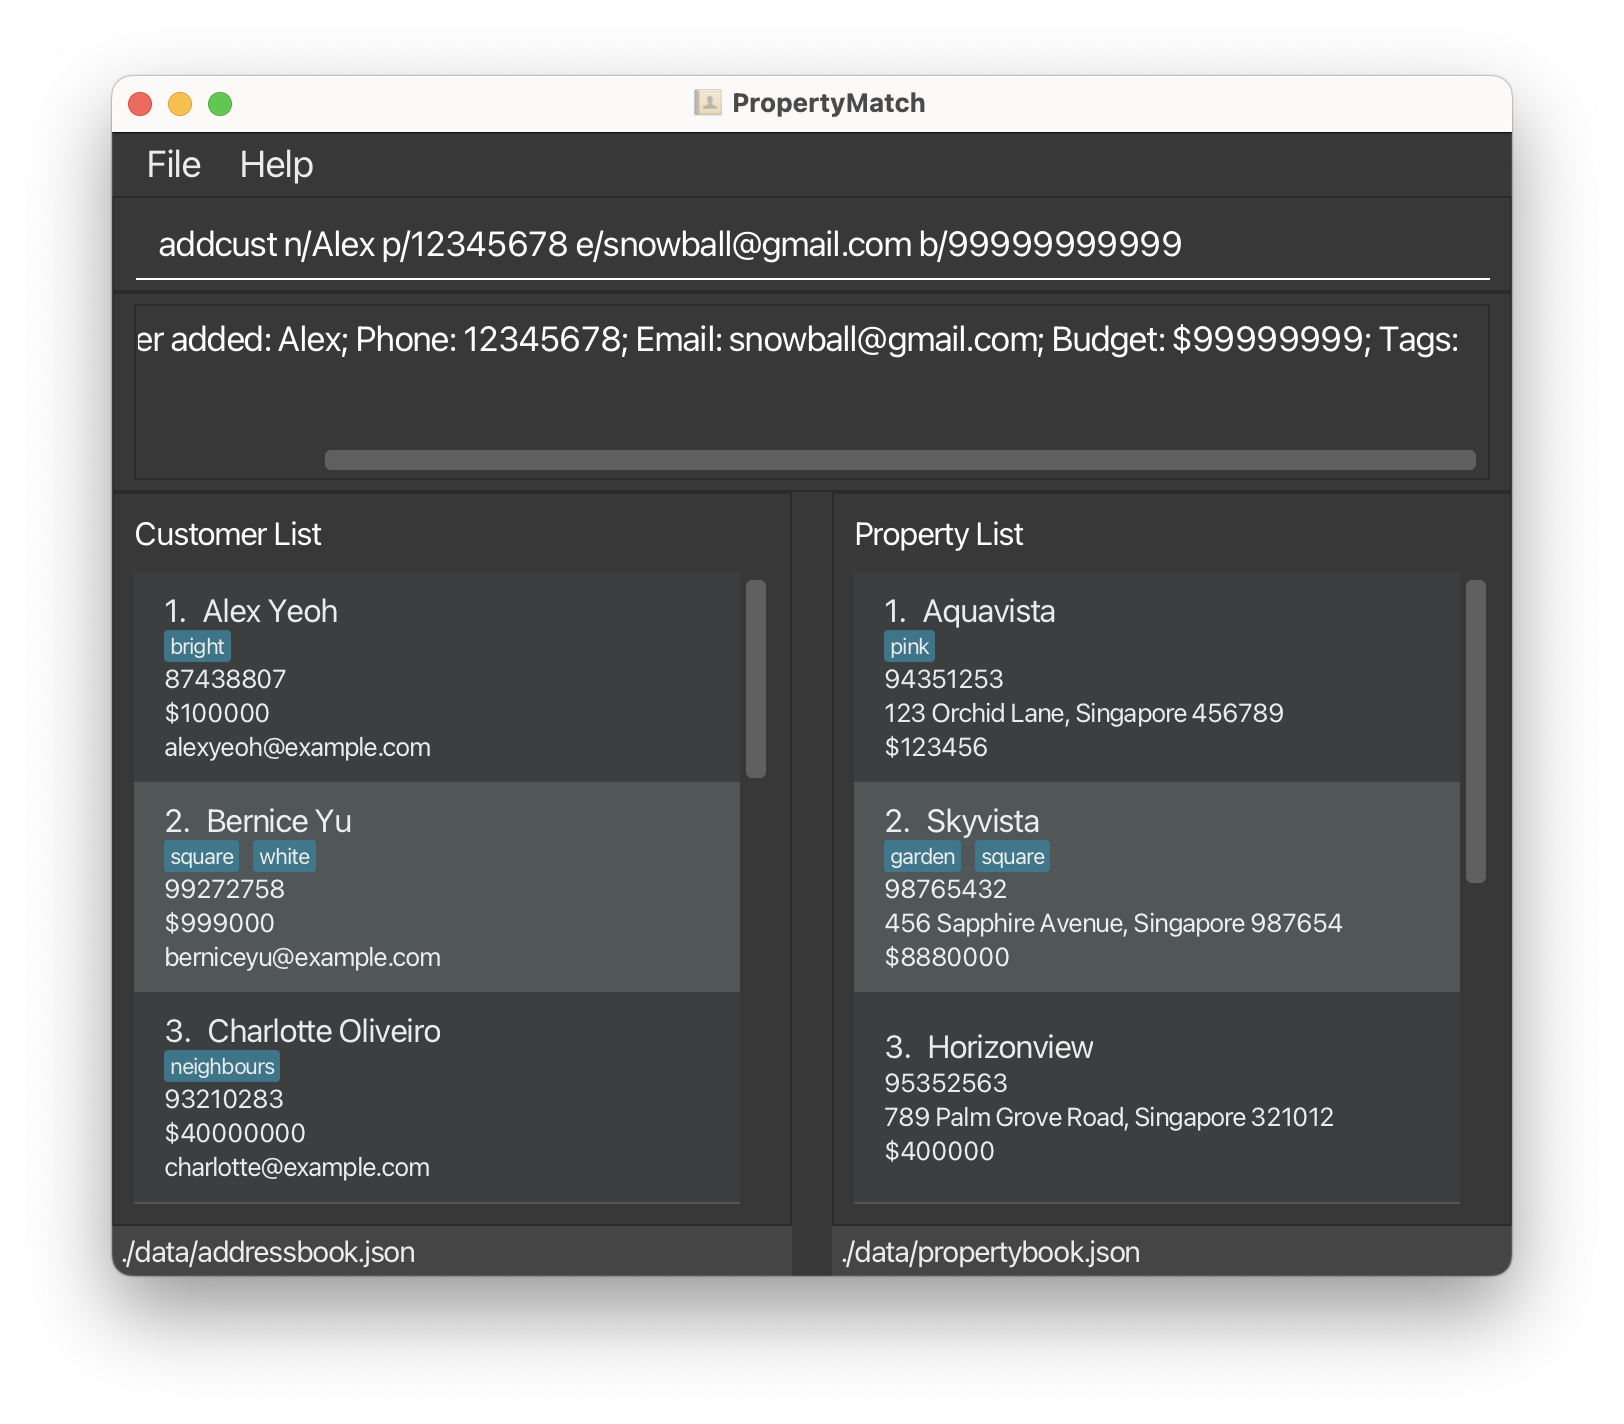 PropertyMatch
File Help
addcust n/Alex p/12345678 e/snowball@gmail.com b/99999999999
er added: Alex; Phone: 12345678; Email: snowball@gmail.com; Budget: $99999999; Tags:
Customer List
1. Alex Yeoh
bright
87438807
$100000
alexyeoh@example.com
2. Bernice Yu
square white
99272758
$999000
berniceyu@example.com
3. Charlotte Oliveiro
neighbours
93210283
$40000000
charlotte@example.com
./data/addressbook.json
Property List
1. Aquavista
pink
94351253
123 Orchid Lane, Singapore 456789
$123456
2. Skyvista
garden square
98765432
456 Sapphire Avenue, Singapore 987654
$8880000
3. Horizonview
95352563
789 Palm Grove Road, Singapore 321012
$400000
./data/propertybook.json